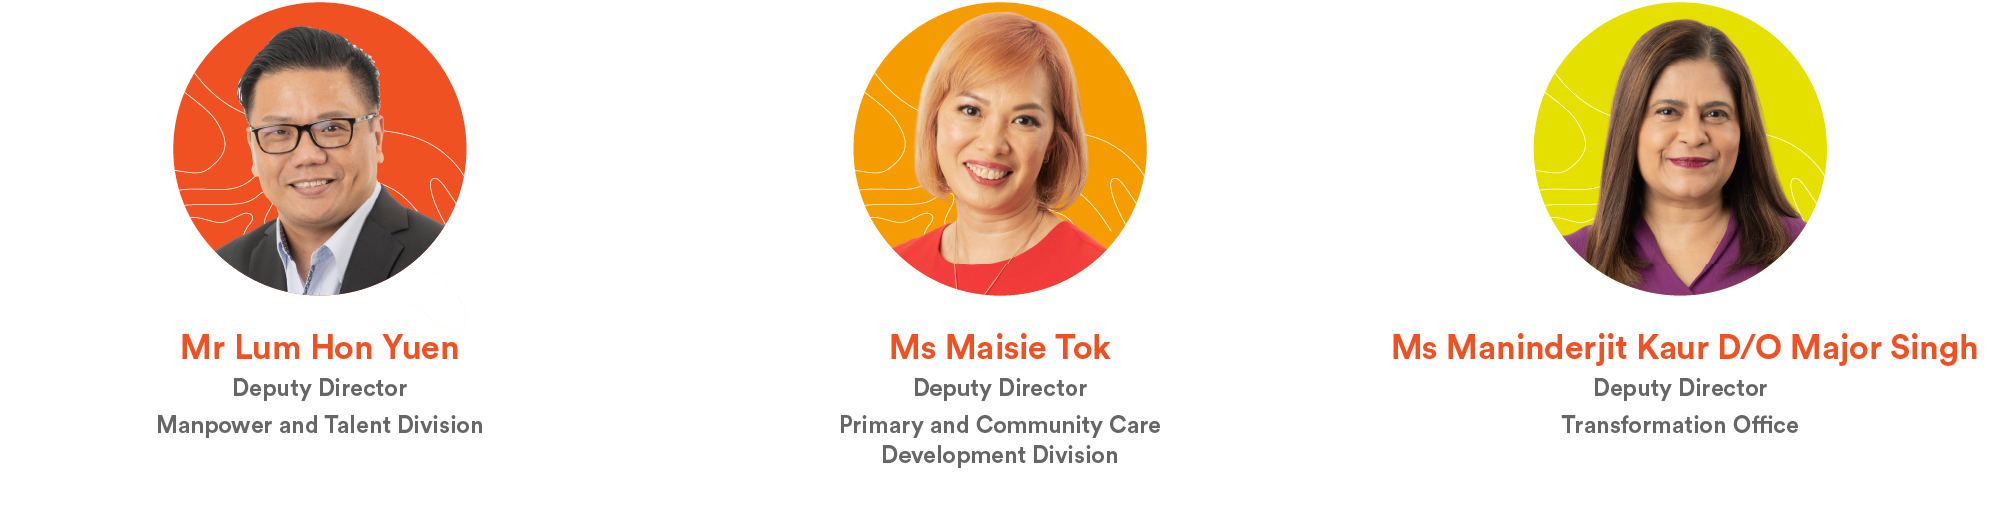 Mr Lum Hon Yuen
Deputy Director
Manpower and Talent Division
Ms Maisie Tok
Deputy Director
Primary and Community Care
Development Division
Ms Maninderjit Kaur D/O Major Singh
Deputy Director
Transformation Office